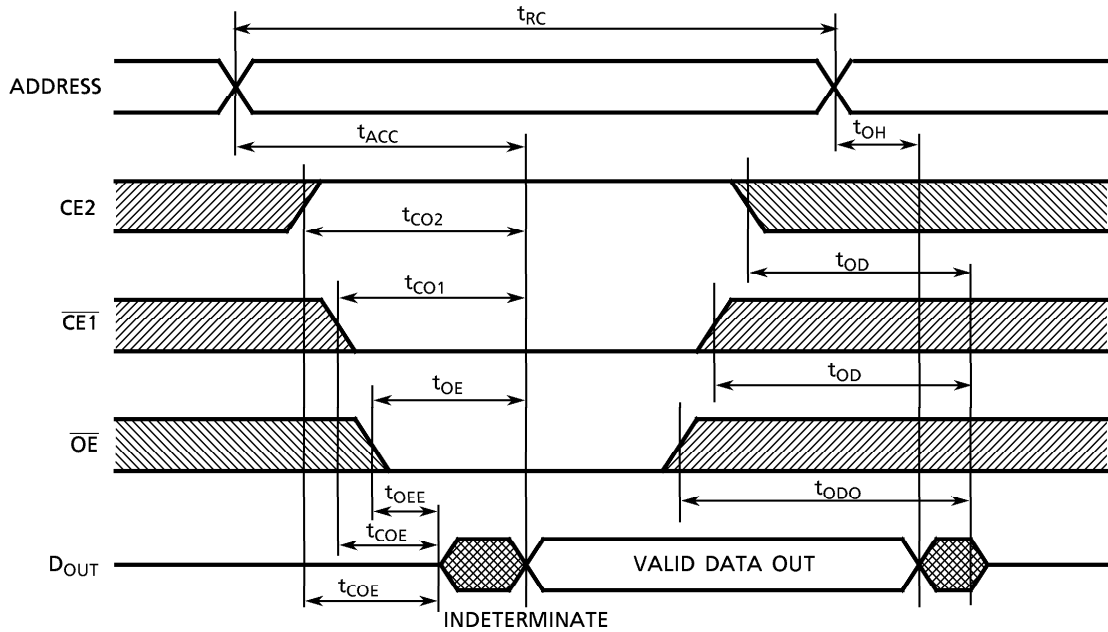 tRC
ADDRESS
tACC
tOH
CE2
tCO2
tOD
CE1
tCO1
tOD
OE
tOE
tODO
tOEE
tCOE
DOUT
VALID DATA OUT
tCOE
INDETERMINATE